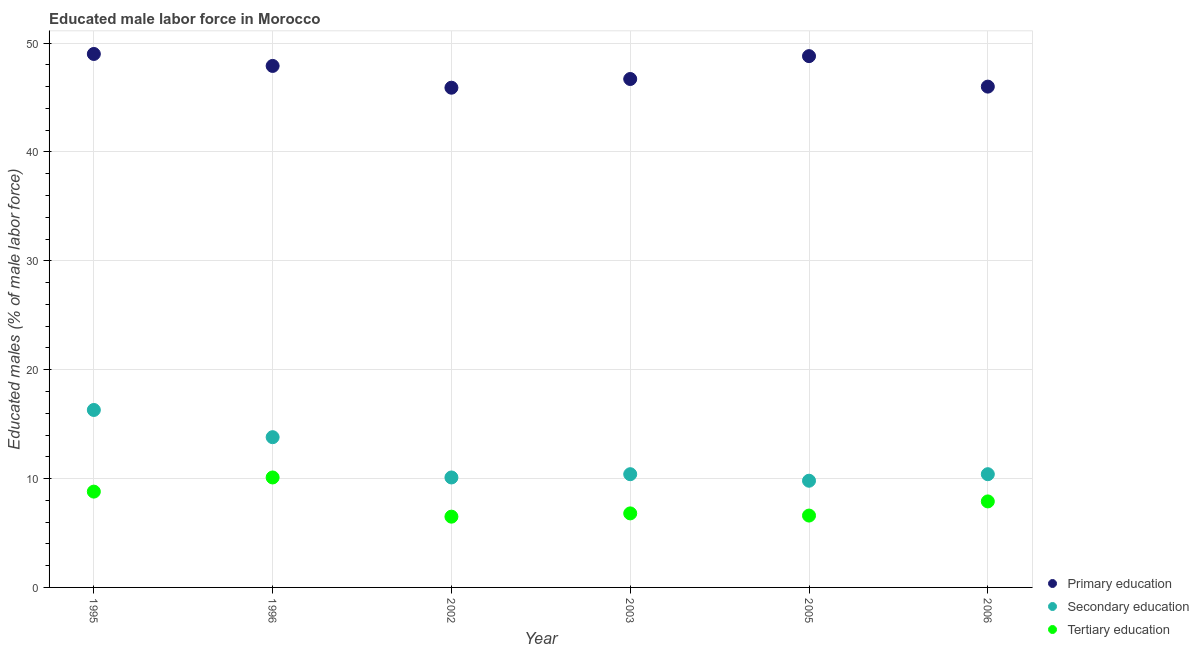 Educated male labor force in Morocco
Educated males (% of male labor force)
50
40
30
20
10
0
1995
1996
2002
2003
2005
2006
Year
Primary education
Secondary education
Tertiary education